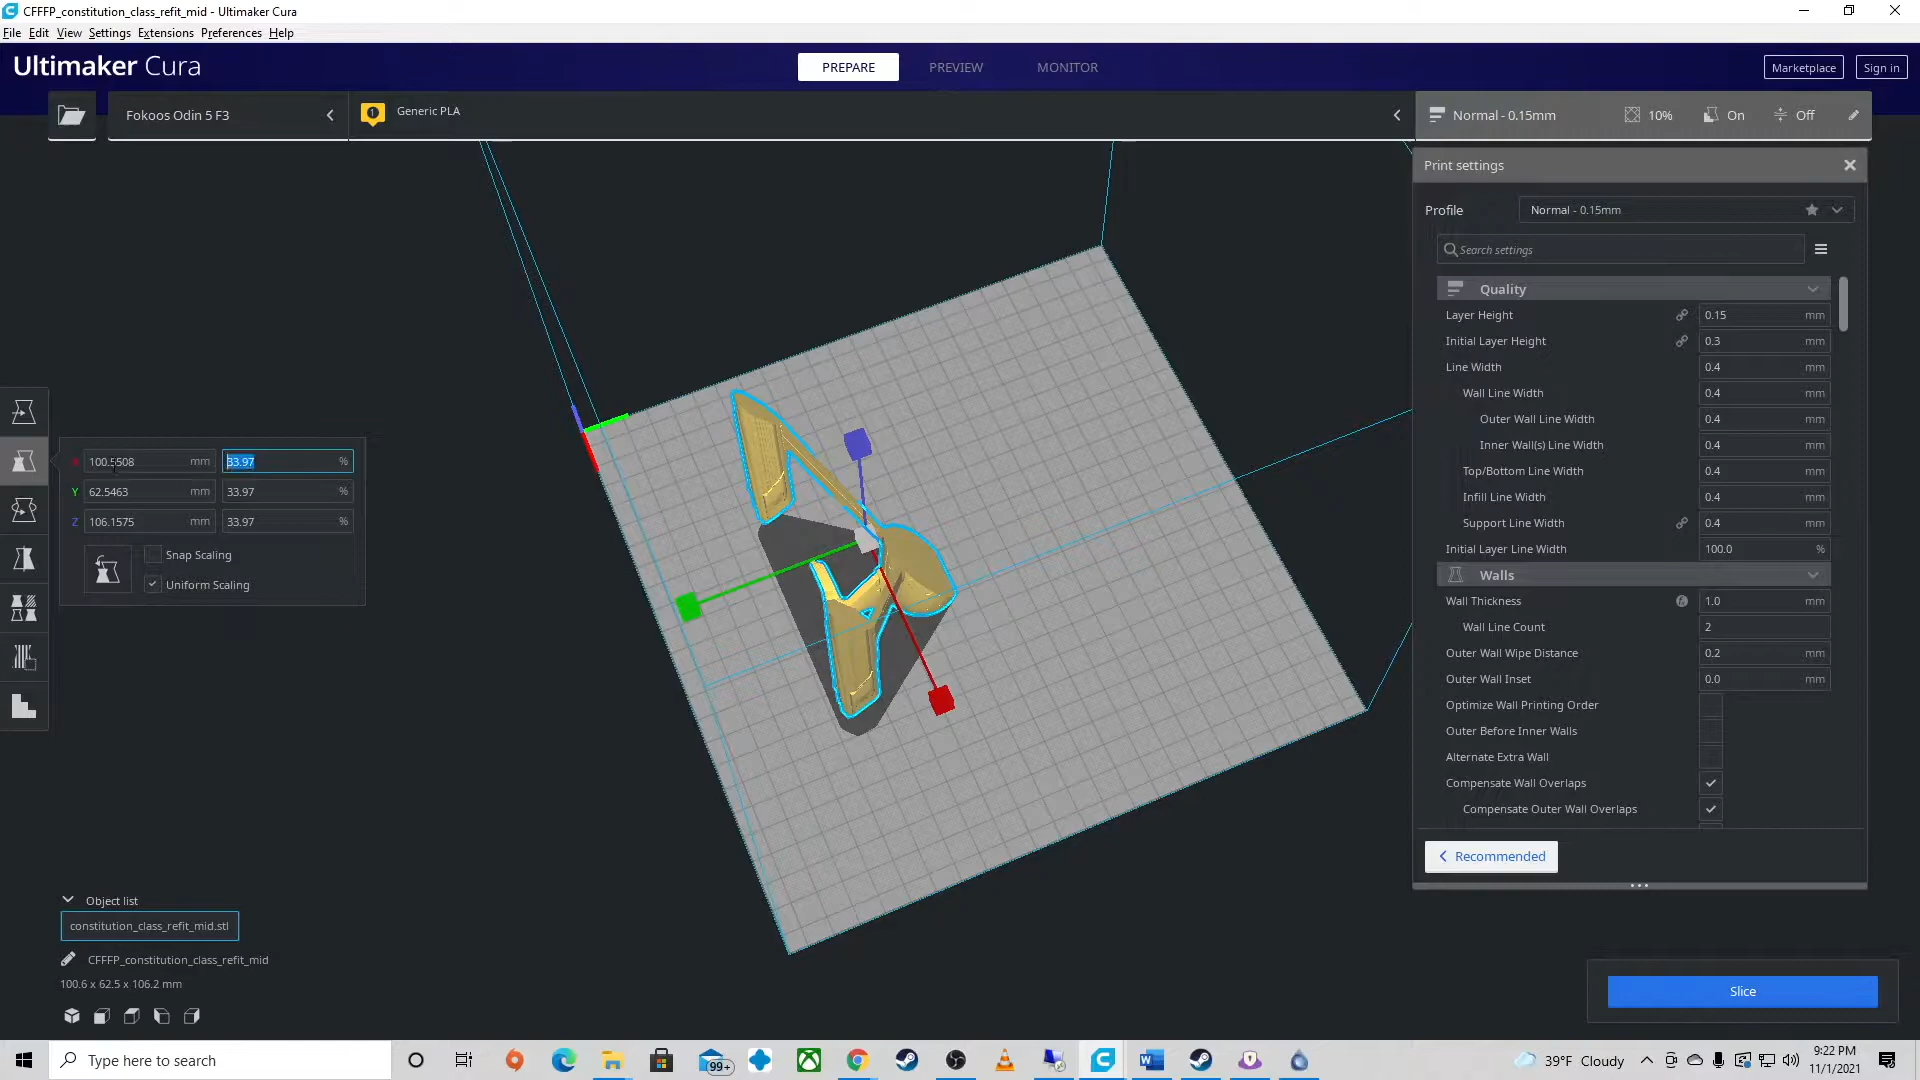 CFFFP_constitution_class_refit_mid - Ultimaker Cura
File Edit View Settings Extensions Preferences Help
Ultimaker Cura
PREPARE PREVIEW MONITOR
Marketplace Sign in
Fokoos Odin 5 F3
1 Generic PLA
Normal - 0.15mm 10% On Off
Print settings
Profile Normal - 0.15mm
Search settings
Quality
Layer Height 0.15 mm
Initial Layer Height 0.3 mm
Line Width 0.4 mm
Wall Line Width 0.4 mm
Outer Wall Line Width 0.4 mm
Inner Wall(s) Line Width 0.4 mm
Top/Bottom Line Width 0.4 mm
Infill Line Width 0.4 mm
Support Line Width 0.4 mm
Initial Layer Line Width 100.0 %
Walls
Wall Thickness 1.0 mm
Wall Line Count 2
Outer Wall Wipe Distance 0.2 mm
Outer Wall Inset 0.0 mm
Optimize Wall Printing Order
Outer Before Inner Walls
Alternate Extra Wall
Compensate Wall Overlaps
Compensate Outer Wall Overlaps
Recommended
X 100.5508 mm 33.97 %
Y 62.5463 mm 33.97 %
Z 106.1575 mm 33.97 %
Snap Scaling
Uniform Scaling
Object list
constitution_class_refit_mid.stl
CFFFP_constitution_class_refit_mid
100.6 x 62.5 x 106.2 mm
Slice
Type here to search
99+
39°F Cloudy
9:22 PM
11/1/2021